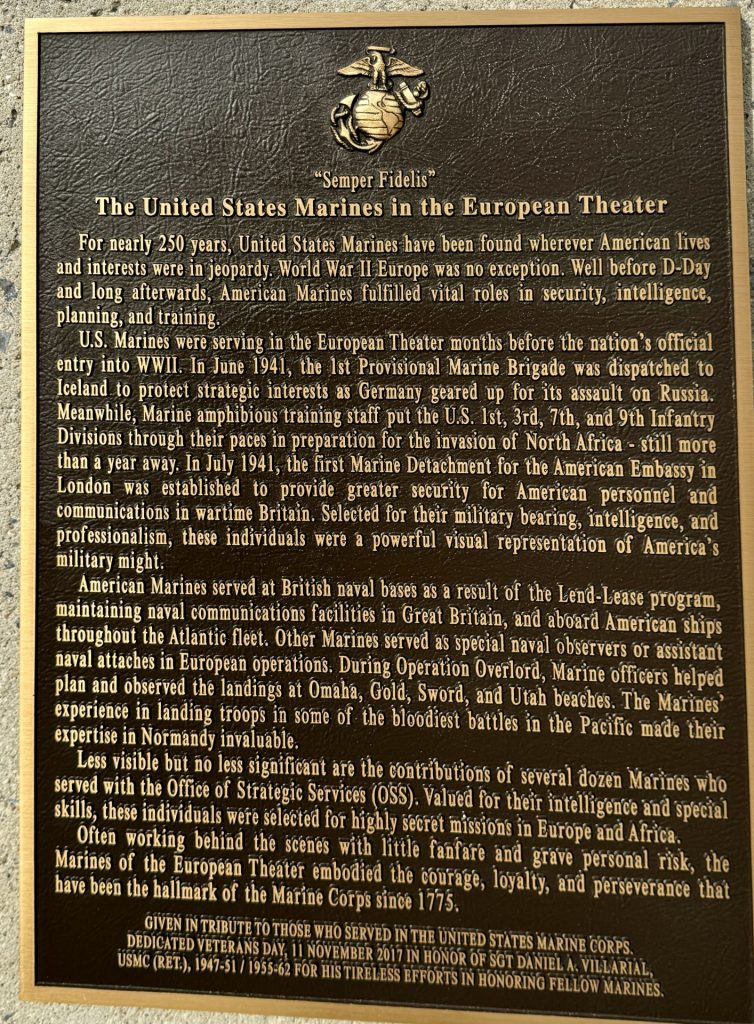 "Semper Fidelis"
The United States Marines in the European Theater
For nearly 250 years, United States Marines have been found wherever American lives
and interests were in jeopardy. World War II Europe was no exception. Well before D-Day
and long afterwards, American Marines fulfilled vital roles in security, intelligence,
planning, and training.
U.S. Marines were serving in the European Theater months before the nation's official
entry into WWII. In June 1941, the 1st Provisional Marine Brigade was dispatched to
Iceland to protect strategic interests as Germany geared up for its assault on Russia.
Meanwhile, Marine amphibious training staff put the U.S. 1st, 3rd, 7th, and 9th Infantry
Divisions through their paces in preparation for the invasion of North Africa - still more
than a year away. In July 1941, the first Marine Detachment for the American Embassy in
London was established to provide greater security for American personnel and
communications in wartime Britain. Selected for their military bearing, intelligence, and
professionalism, these individuals were a powerful visual representation of America's
military might.
American Marines served at British naval bases as a result of the Lend-Lease program,
maintaining naval communications facilities in Great Britain, and aboard American ships
throughout the Atlantic fleet. Other Marines served as special naval observers or assistant
naval attaches in European operations. During Operation Overlord, Marine officers helped
plan and observed the landings at Omaha, Gold, Sword, and Utah beaches. The Marines'
experience in landing troops in some of the bloodiest battles in the Pacific made their
expertise in Normandy invaluable.
Less visible but no less significant are the contributions of several dozen Marines who
served with the Office of Strategic Services (OSS). Valued for their intelligence and special
skills, these individuals were selected for highly secret missions in Europe and Africa.
Often working behind the scenes with little fanfare and grave personal risk, the
Marines of the European Theater embodied the courage, loyalty, and perseverance that
have been the hallmark of the Marine Corps since 1775.
GIVEN IN TRIBUTE TO THOSE WHO SERVED IN THE UNITED STATES MARINE CORPS.
DEDICATED VETERANS DAY, 11 NOVEMBER 2017 IN HONOR OF SGT DANIEL A. VILLARIAL,
USMC (RET.), 1947-51 / 1955-62 FOR HIS TIRELESS EFFORTS IN HONORING FELLOW MARINES.